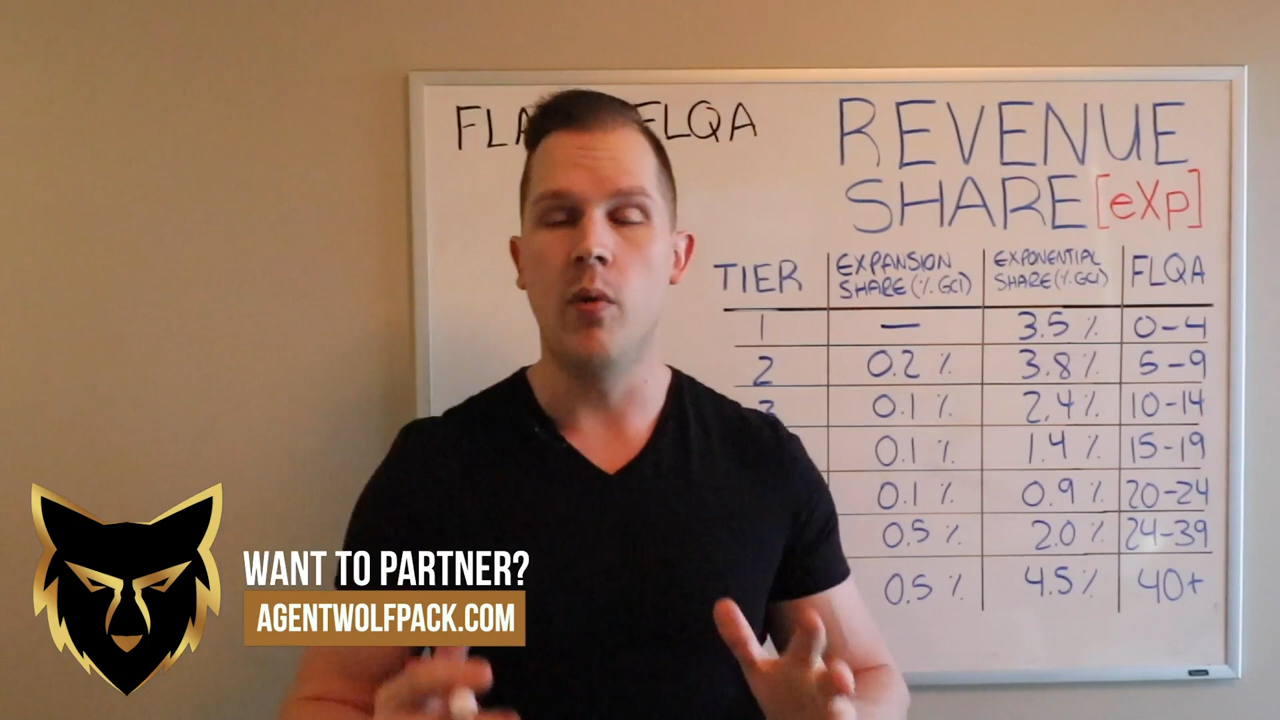 FLA FLQA
REVENUE
SHARE [eXp]
TIER EXPANSION SHARE (% GCI) EXPONENTIAL SHARE (% GCI) FLQA
1 — 3.5 % 0-4
2 0.2 % 3.8 % 5-9
3 0.1 % 2.4 % 10-14
0.1 % 1.4 % 15-19
0.1 % 0.9 % 20-24
0.5 % 2.0 % 24-39
0.5 % 4.5 % 40+
WANT TO PARTNER?
AGENTWOLFPACK.COM